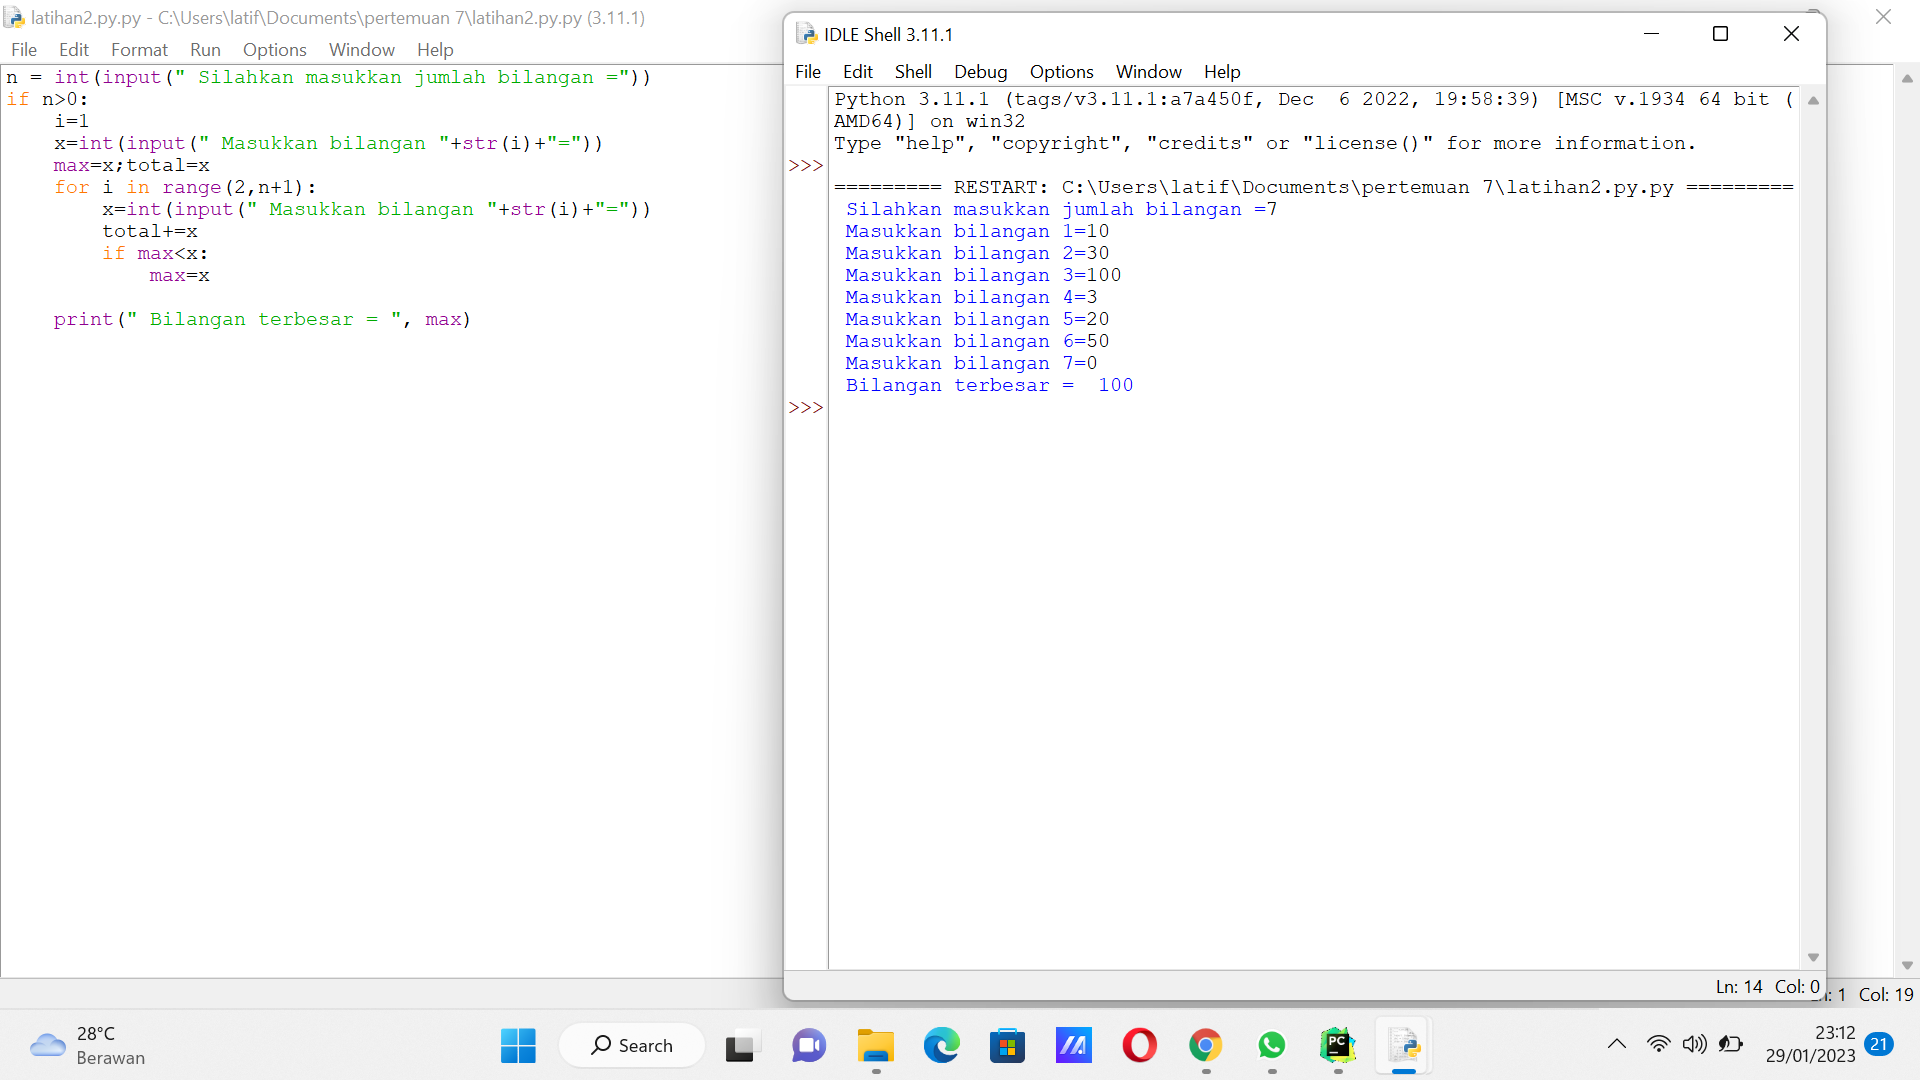 latihan2.py.py - C:\Users\latif\Documents\pertemuan 7\latihan2.py.py (3.11.1)
File Edit Format Run Options Window Help
n = int(input(" Silahkan masukkan jumlah bilangan ="))
if n>0:
    i=1
    x=int(input(" Masukkan bilangan "+str(i)+"="))
    max=x;total=x
    for i in range(2,n+1):
        x=int(input(" Masukkan bilangan "+str(i)+"="))
        total+=x
        if max<x:
            max=x
    print(" Bilangan terbesar = ", max)
IDLE Shell 3.11.1
File Edit Shell Debug Options Window Help
Python 3.11.1 (tags/v3.11.1:a7a450f, Dec  6 2022, 19:58:39) [MSC v.1934 64 bit (
AMD64)] on win32
Type "help", "copyright", "credits" or "license()" for more information.
>>>
========= RESTART: C:\Users\latif\Documents\pertemuan 7\latihan2.py.py =========
 Silahkan masukkan jumlah bilangan =7
 Masukkan bilangan 1=10
 Masukkan bilangan 2=30
 Masukkan bilangan 3=100
 Masukkan bilangan 4=3
 Masukkan bilangan 5=20
 Masukkan bilangan 6=50
 Masukkan bilangan 7=0
 Bilangan terbesar =  100
>>>
Ln: 14 Col: 0
: 1 Col: 19
28°C
Berawan
Search
PC
23:12
29/01/2023
21